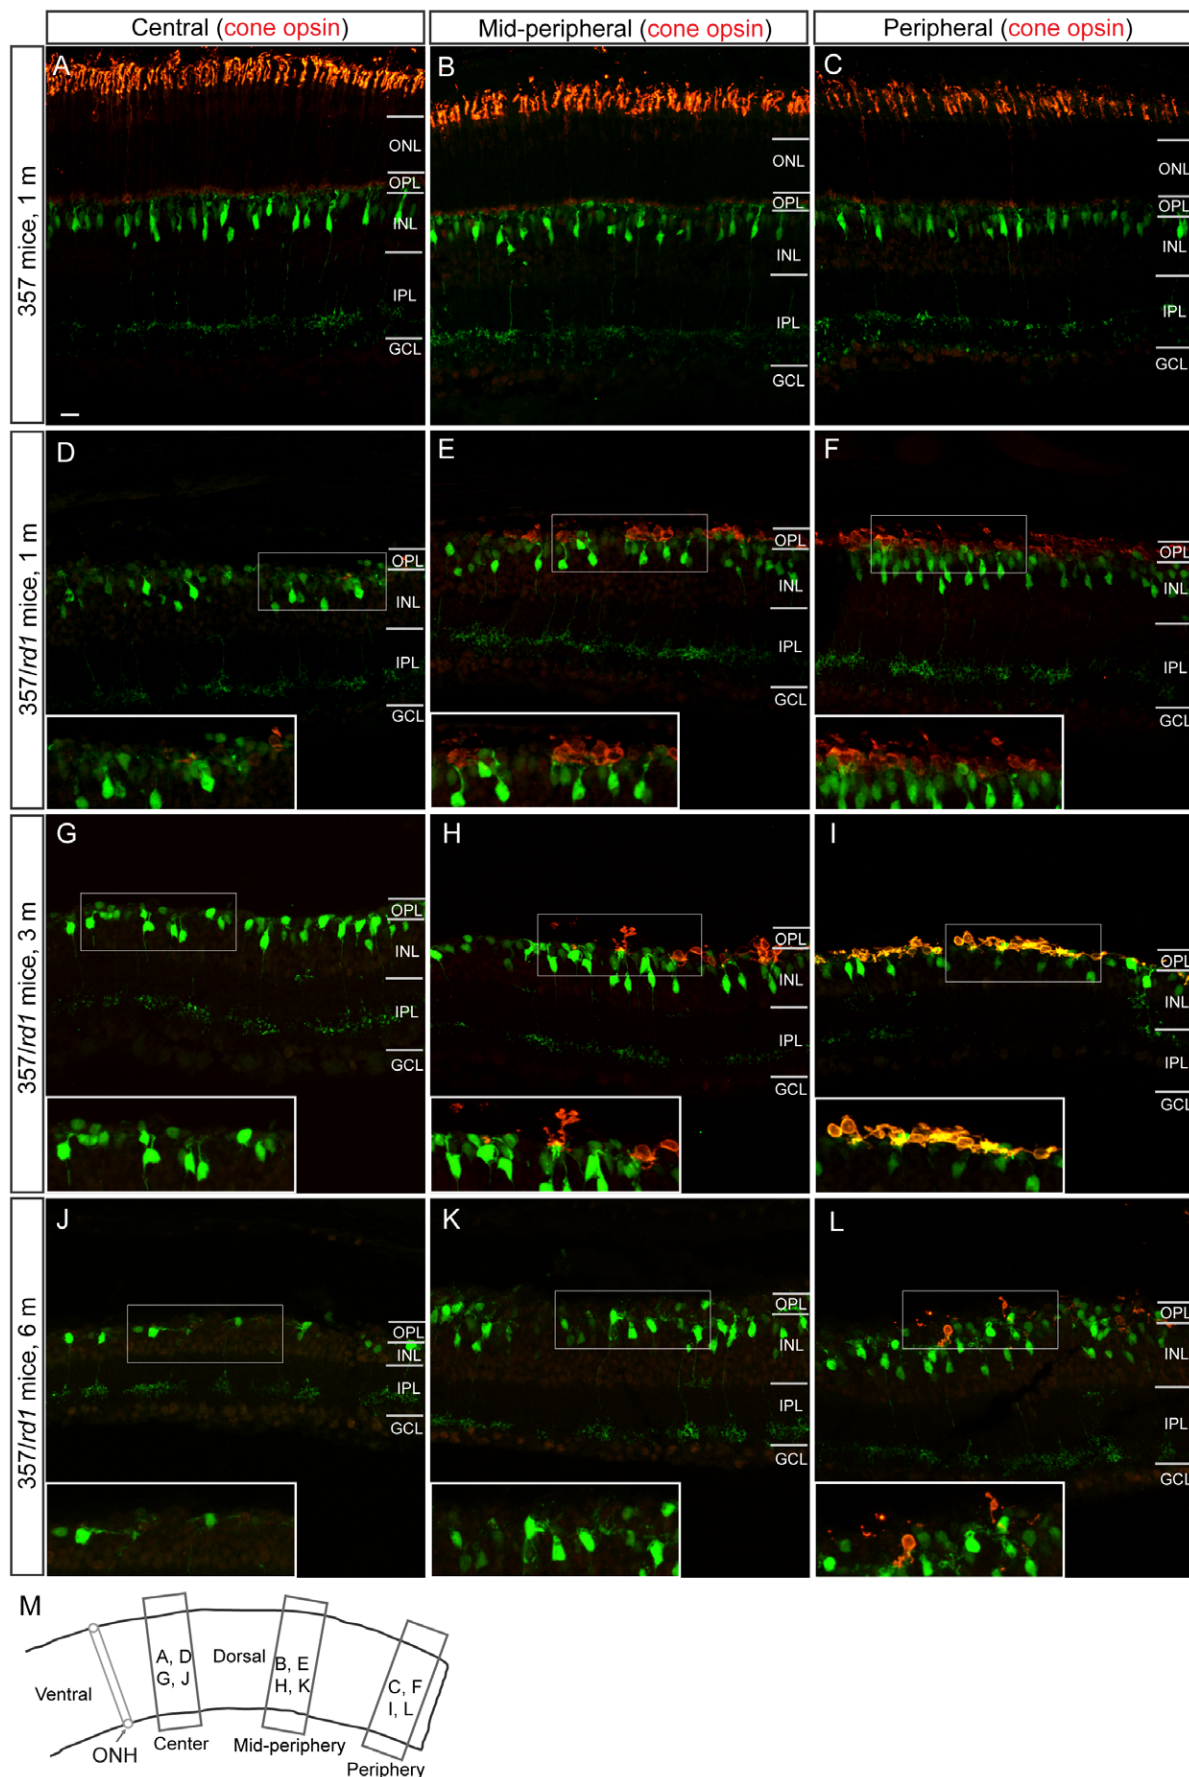 Central (cone opsin)
Mid-peripheral (cone opsin)
Peripheral (cone opsin)
357 mice, 1 m
A
ONL
OPL
INL
IPL
GCL
B
ONL
OPL
INL
IPL
GCL
C
ONL
OPL
INL
IPL
GCL
357/rd1 mice, 1 m
D
OPL
INL
IPL
GCL
E
OPL
INL
IPL
GCL
F
OPL
INL
IPL
GCL
357/rd1 mice, 3 m
G
OPL
INL
IPL
GCL
H
OPL
INL
IPL
GCL
I
OPL
INL
IPL
GCL
357/rd1 mice, 6 m
J
OPL
INL
IPL
GCL
K
OPL
INL
IPL
GCL
L
OPL
INL
IPL
GCL
M
Ventral
ONH
A, D
G, J
Center
Dorsal
B, E
H, K
Mid-periphery
C, F
I, L
Periphery